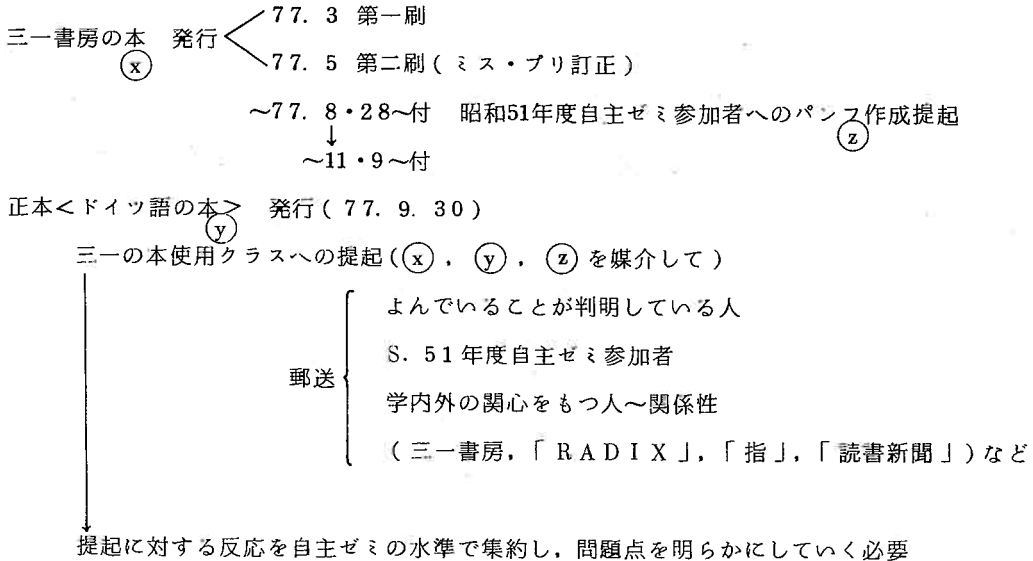 77. 3 第一刷
三一書房の本 発行
ⓧ
77. 5 第二刷(ミス・プリ訂正)
～77. 8・28～付 昭和51年度自主ゼミ参加者へのパンフ作成提起
ⓩ
↓
～11・9～付
正本<ドイツ語の本> 発行(77. 9. 30)
ⓨ
三一の本使用クラスへの提起(ⓧ, ⓨ, ⓩを媒介して)
よんでいることが判明している人
S. 51年度自主ゼミ参加者
郵送
学内外の関心をもつ人～関係性
(三一書房,「RADIX」,「指」,「読書新聞」)など
提起に対する反応を自主ゼミの水準で集約し,問題点を明らかにしていく必要